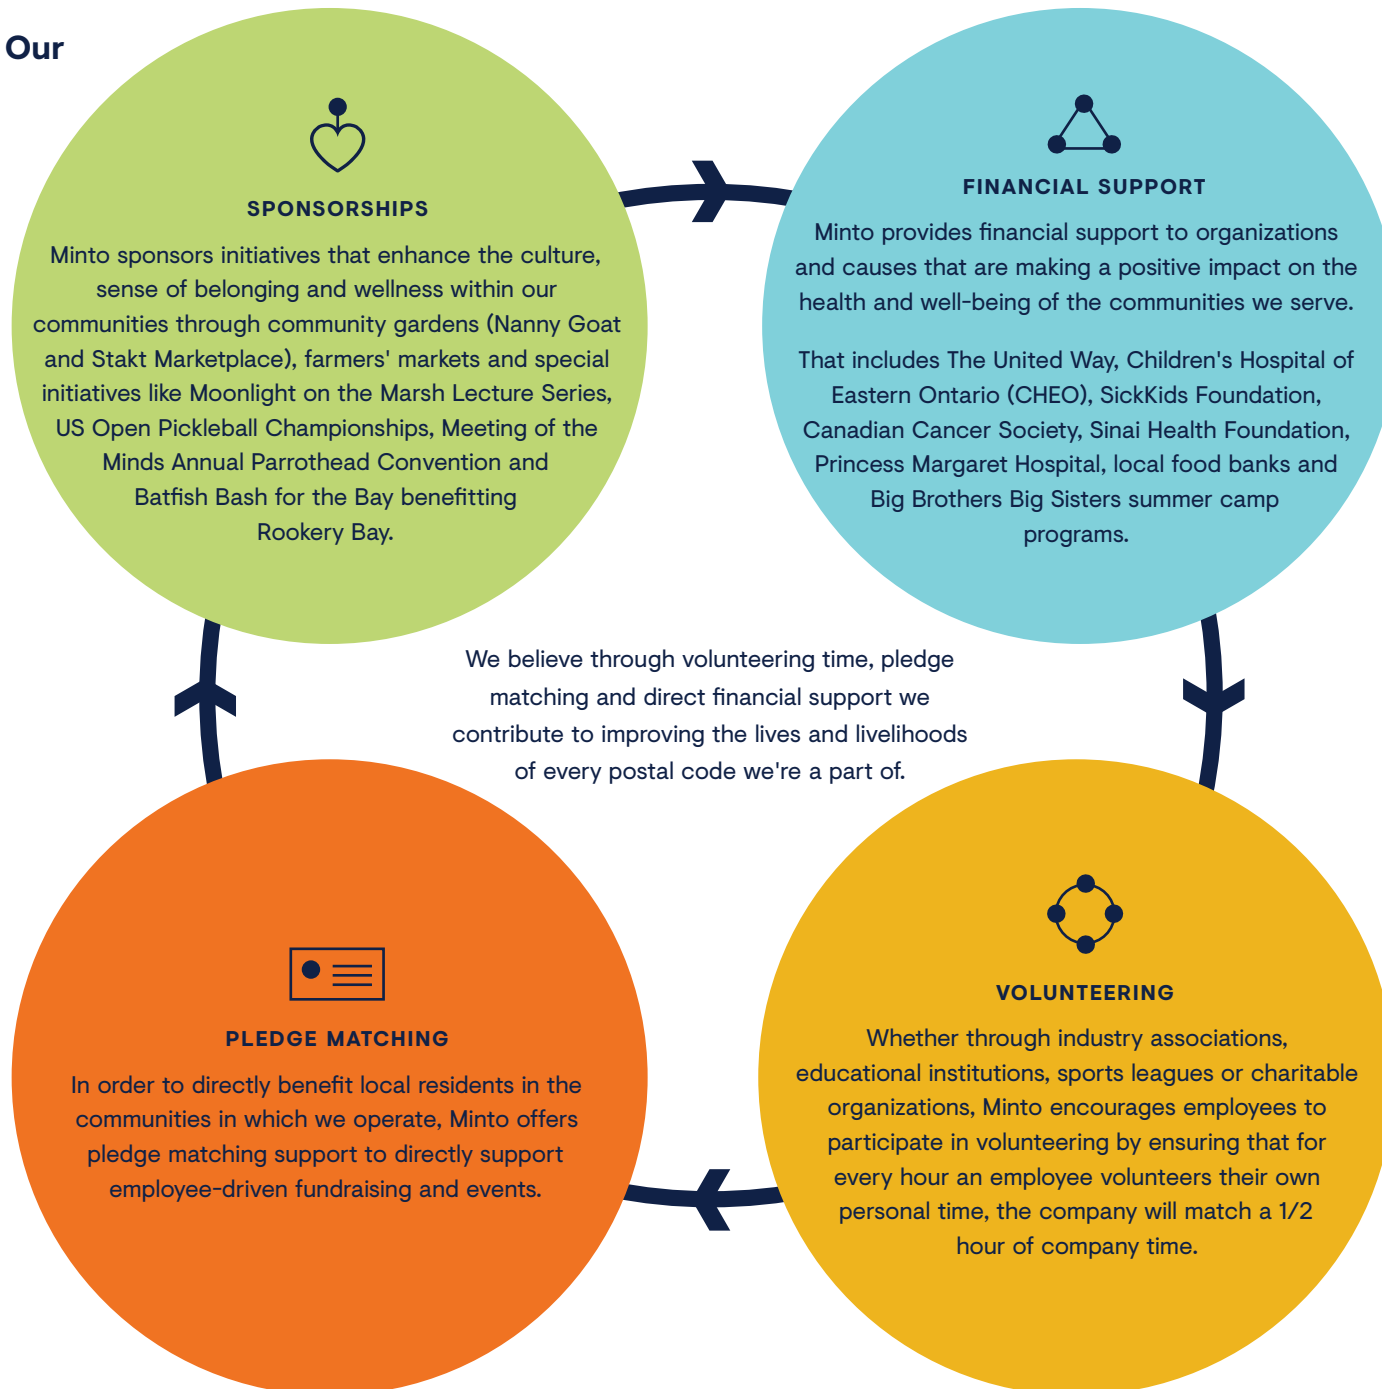 Our
SPONSORSHIPS
Minto sponsors initiatives that enhance the culture,
sense of belonging and wellness within our
communities through community gardens (Nanny Goat
and Stakt Marketplace), farmers' markets and special
initiatives like Moonlight on the Marsh Lecture Series,
US Open Pickleball Championships, Meeting of the
Minds Annual Parrothead Convention and
Batfish Bash for the Bay benefitting
Rookery Bay.
FINANCIAL SUPPORT
Minto provides financial support to organizations
and causes that are making a positive impact on the
health and well-being of the communities we serve.
That includes The United Way, Children's Hospital of
Eastern Ontario (CHEO), SickKids Foundation,
Canadian Cancer Society, Sinai Health Foundation,
Princess Margaret Hospital, local food banks and
Big Brothers Big Sisters summer camp
programs.
We believe through volunteering time, pledge
matching and direct financial support we
contribute to improving the lives and livelihoods
of every postal code we're a part of.
PLEDGE MATCHING
In order to directly benefit local residents in the
communities in which we operate, Minto offers
pledge matching support to directly support
employee-driven fundraising and events.
VOLUNTEERING
Whether through industry associations,
educational institutions, sports leagues or charitable
organizations, Minto encourages employees to
participate in volunteering by ensuring that for
every hour an employee volunteers their own
personal time, the company will match a 1/2
hour of company time.